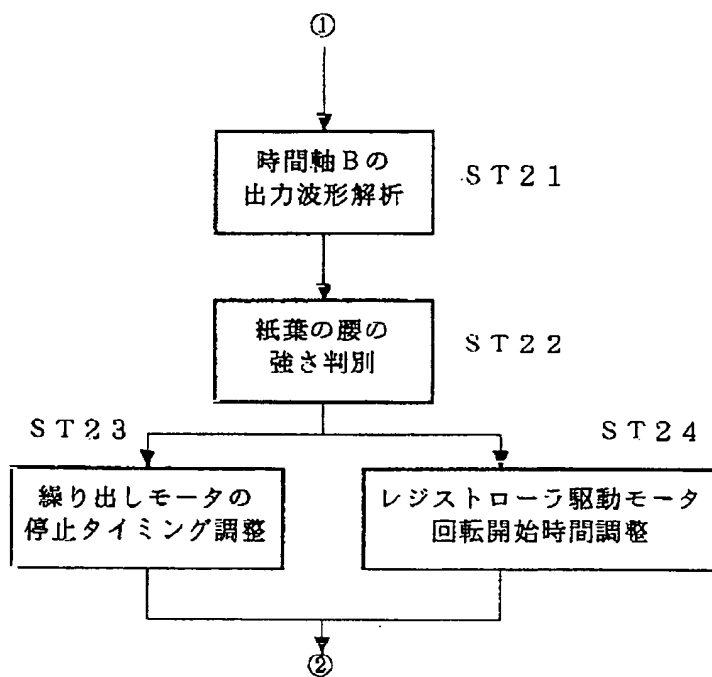 ①
時間軸Bの
出力波形解析
ST21
紙葉の腰の
強さ判別
ST22
ST23
ST24
繰り出しモータの
停止タイミング調整
レジストローラ駆動モータ
回転開始時間調整
②